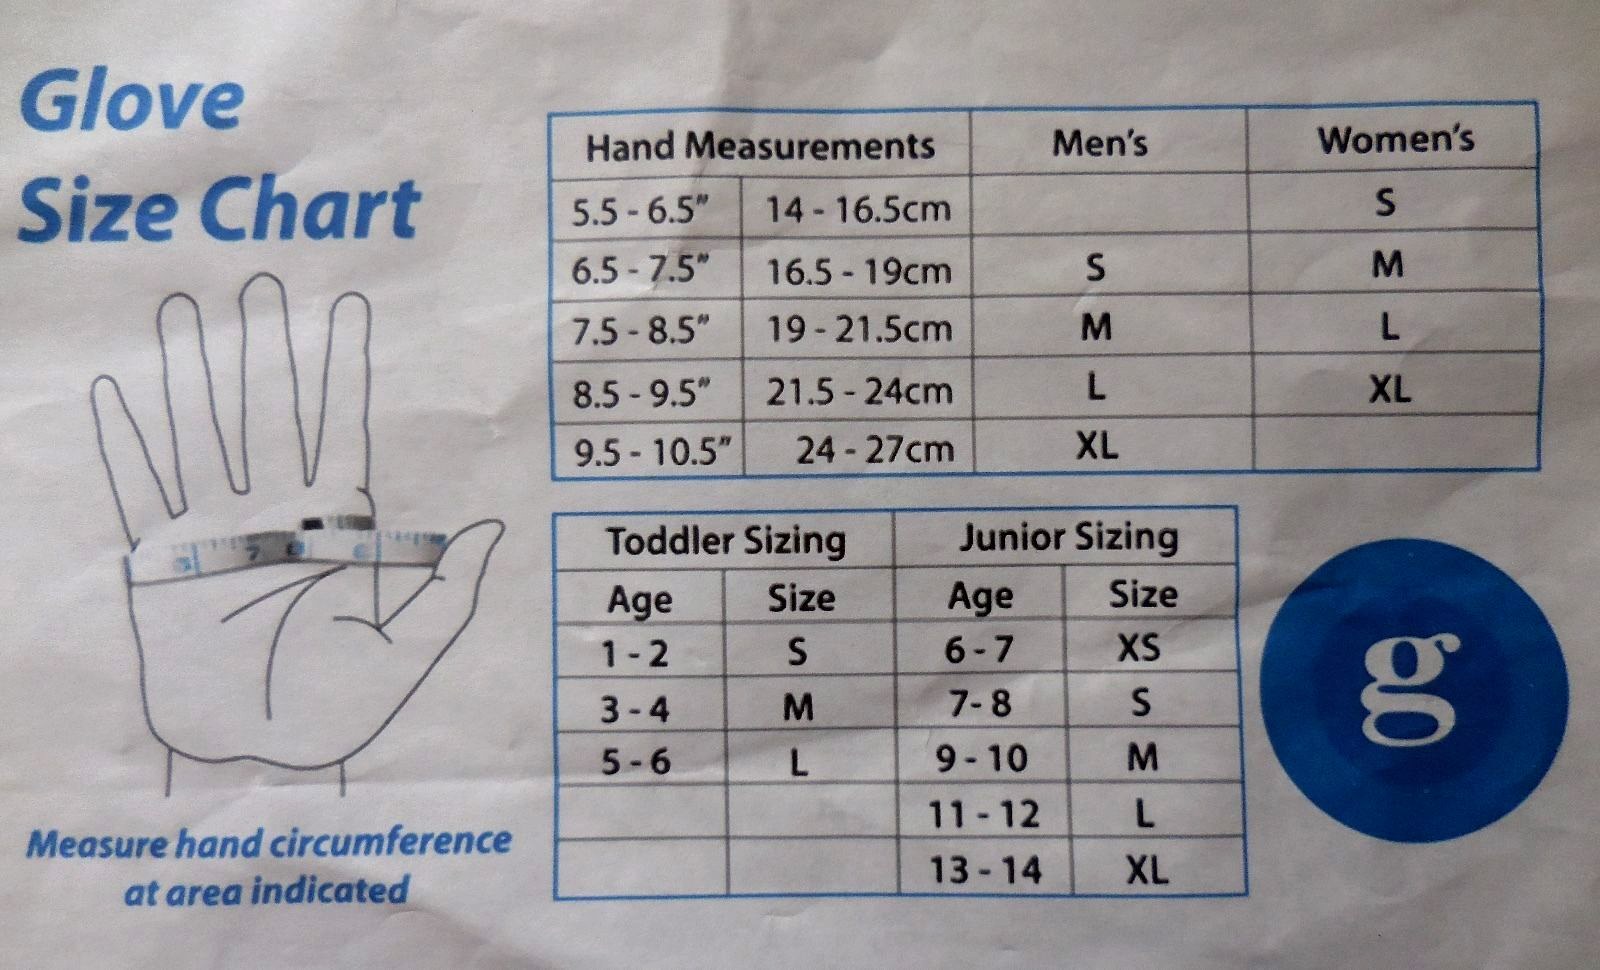 Glove
Size Chart
Hand Measurements Men's Women's
5.5 - 6.5" 14 - 16.5cm S
6.5 - 7.5" 16.5 - 19cm S M
7.5 - 8.5" 19 - 21.5cm M L
8.5 - 9.5" 21.5 - 24cm L XL
9.5 - 10.5" 24 - 27cm XL
7
Toddler Sizing Junior Sizing
Age Size Age Size
1 - 2 S 6 - 7 XS
3 - 4 M 7- 8 S
5 - 6 L 9 - 10 M
11 - 12 L
13 - 14 XL
g
Measure hand circumference
at area indicated